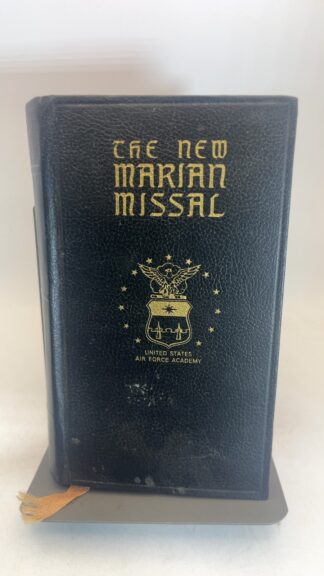 THE NEW
MARIAN
MISSAL
UNITED STATES
AIR FORCE ACADEMY